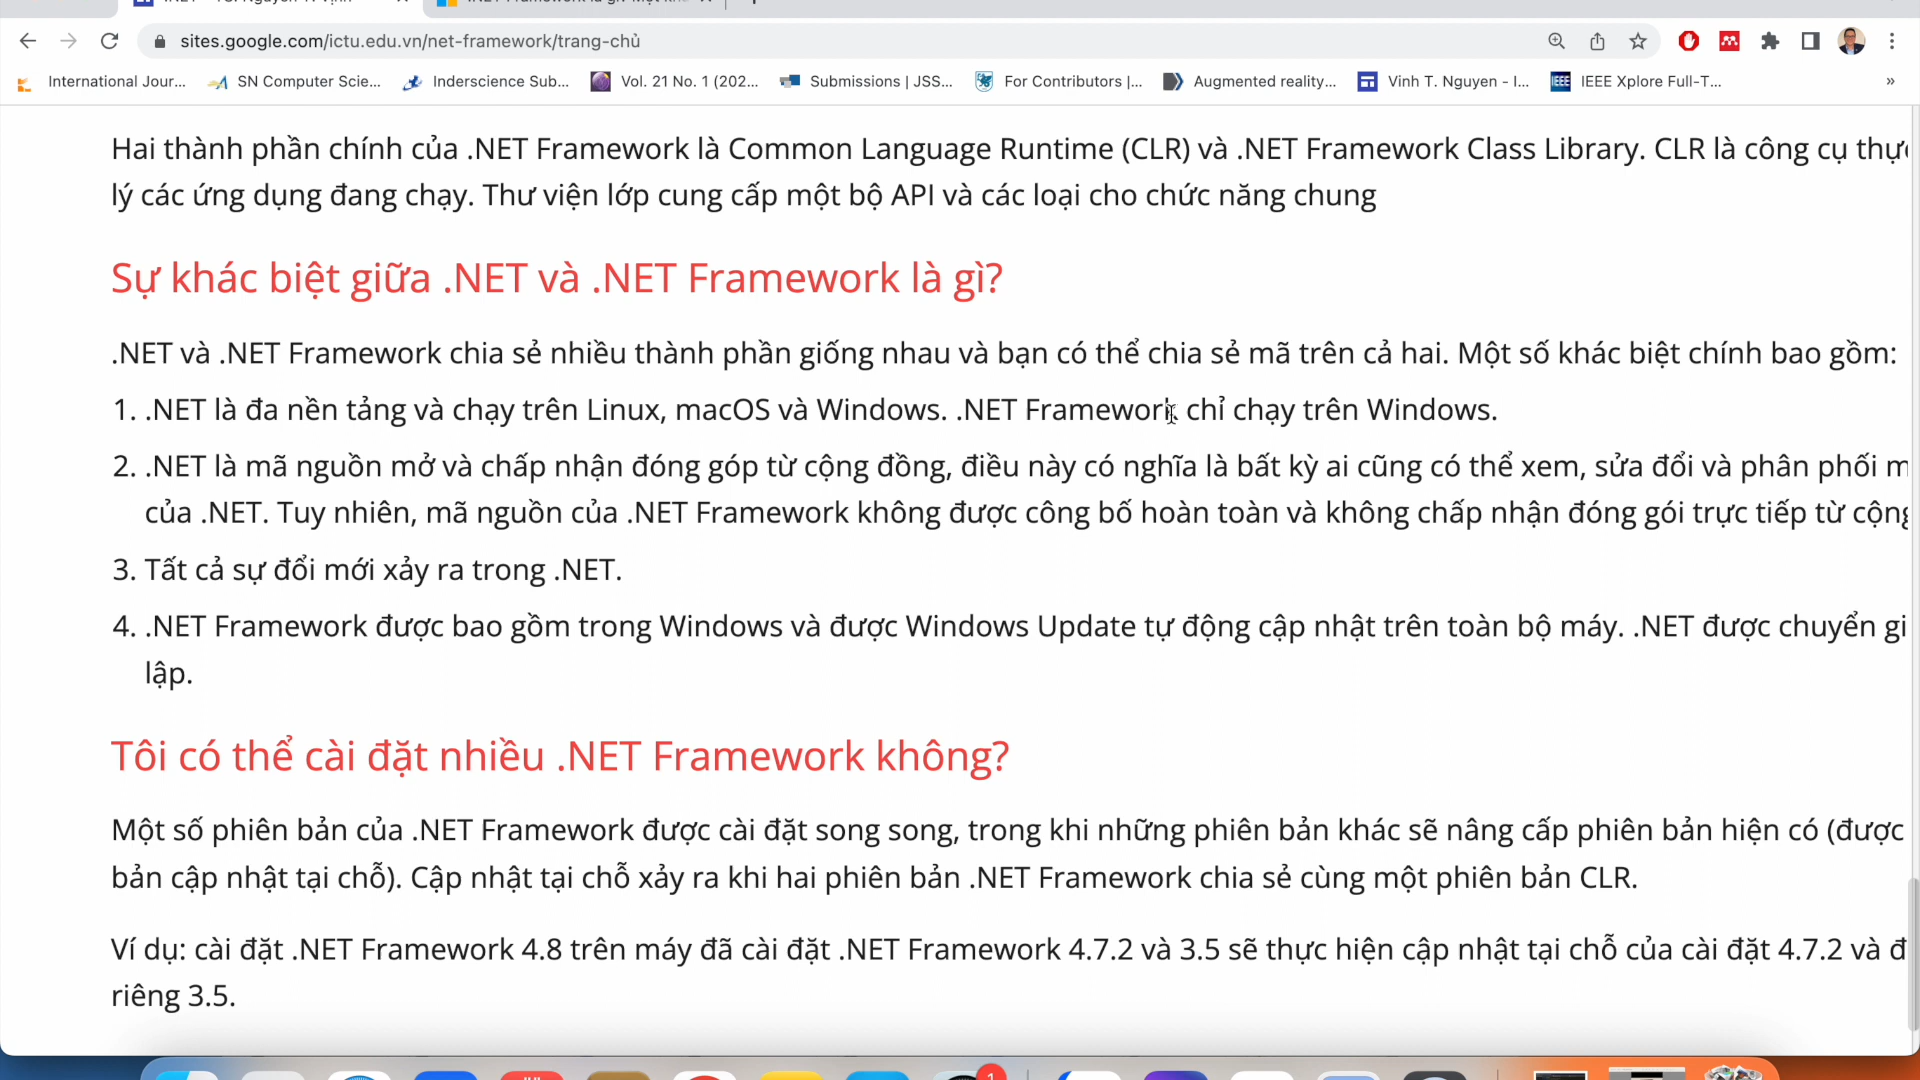 sites.google.com/ictu.edu.vn/net-framework/trang-chủ
International Jour... SN Computer Scie... Inderscience Sub... Vol. 21 No. 1 (202... Submissions | JSS... For Contributors |... Augmented reality... Vinh T. Nguyen - I... IEEE IEEE Xplore Full-T... »
Hai thành phần chính của .NET Framework là Common Language Runtime (CLR) và .NET Framework Class Library. CLR là công cụ
lý các ứng dụng đang chạy. Thư viện lớp cung cấp một bộ API và các loại cho chức năng chung
Sự khác biệt giữa .NET và .NET Framework là gì?
.NET và .NET Framework chia sẻ nhiều thành phần giống nhau và bạn có thể chia sẻ mã trên cả hai. Một số khác biệt chính bao gồm:
1. .NET là đa nền tảng và chạy trên Linux, macOS và Windows. .NET Framework chỉ chạy trên Windows.
2. .NET là mã nguồn mở và chấp nhận đóng góp từ cộng đồng, điều này có nghĩa là bất kỳ ai cũng có thể xem, sửa đổi và phân phối
của .NET. Tuy nhiên, mã nguồn của .NET Framework không được công bố hoàn toàn và không chấp nhận đóng gói trực tiếp từ
3. Tất cả sự đổi mới xảy ra trong .NET.
4. .NET Framework được bao gồm trong Windows và được Windows Update tự động cập nhật trên toàn bộ máy. .NET được chuyển
lập.
Tôi có thể cài đặt nhiều .NET Framework không?
Một số phiên bản của .NET Framework được cài đặt song song, trong khi những phiên bản khác sẽ nâng cấp phiên bản hiện có (được
bản cập nhật tại chỗ). Cập nhật tại chỗ xảy ra khi hai phiên bản .NET Framework chia sẻ cùng một phiên bản CLR.
Ví dụ: cài đặt .NET Framework 4.8 trên máy đã cài đặt .NET Framework 4.7.2 và 3.5 sẽ thực hiện cập nhật tại chỗ của cài đặt 4.7.2 và
riêng 3.5.